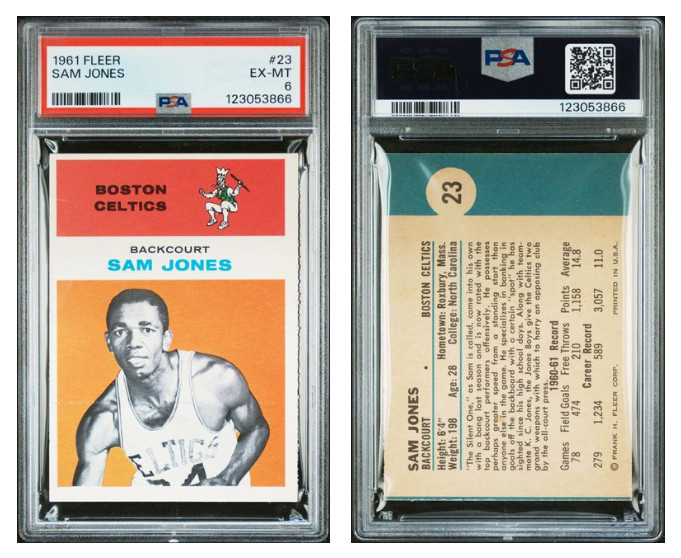 1961 FLEER #23
SAM JONES EX-MT
6
PSA 123053866
BOSTON
CELTICS
BACKCOURT
SAM JONES
CELTICS
PSA
123053866
23
SAM JONES
BACKCOURT • BOSTON CELTICS
Height: 6'4" Hometown: Roxbury, Mass.
Weight: 198 Age: 28 College: North Carolina
"The Silent One," as Sam is called, came into his own
with a bang last season and is now rated with the
top backcourt performers offensively. He possesses
perhaps greater speed from a standing start than
anyone else in the game. He specializes in banking in
goals off the backboard with a certain "spot" he has
sighted since his high school days. Along with team-
mate K. C. Jones, the Jones Boys give the Celtics two
grand weapons with which to harry an opposing club
by the all-court press.
1960-61 Record
Games Field Goals Free Throws Points Average
78 474 210 1,158 14.8
Career Record
279 1,234 589 3,057 11.0
© FRANK H. FLEER CORP. PRINTED IN U.S.A.